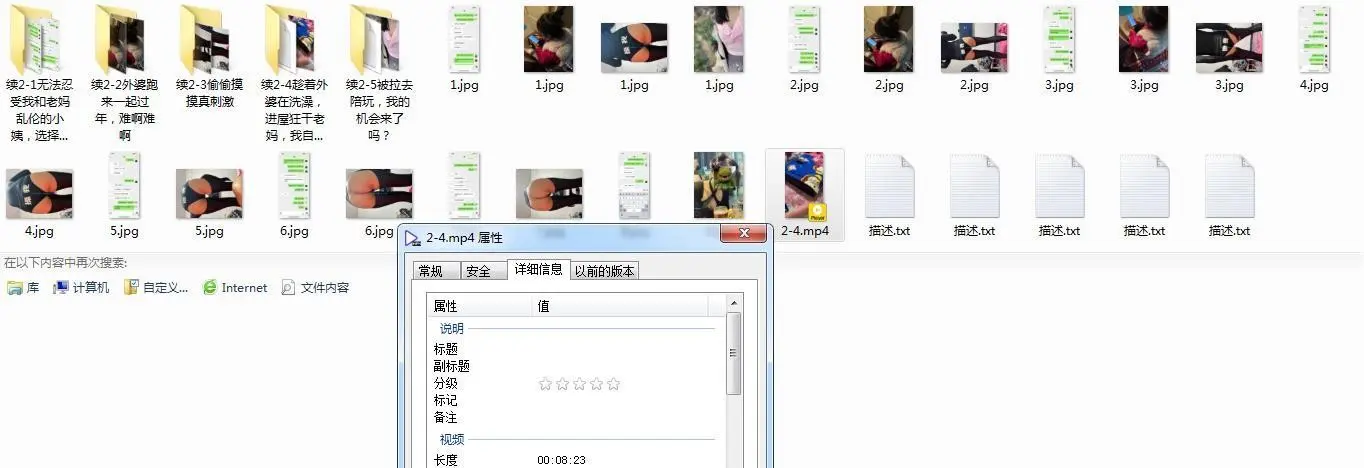 续2-1无法忍
受我和老妈
乱伦的小
姨，选择...
续2-2外婆跑
来一起过
年，难啊难
啊
续2-3偷偷摸
摸真刺激
续2-4趁着外
婆在洗澡，
进屋狂干老
妈，我自...
续2-5被拉去
陪玩，我的
机会来了
吗？
1.jpg
1.jpg
1.jpg
1.jpg
2.jpg
2.jpg
2.jpg
3.jpg
3.jpg
3.jpg
4.jpg
4.jpg
5.jpg
5.jpg
6.jpg
6.jpg
2-4.mp4
描述.txt
描述.txt
描述.txt
描述.txt
描述.txt
在以下内容中再次搜索:
库
计算机
自定义...
Internet
文件内容
2-4.mp4 属性
常规
安全
详细信息
以前的版本
属性
值
说明
标题
副标题
分级
标记
备注
视频
长度
00:08:23